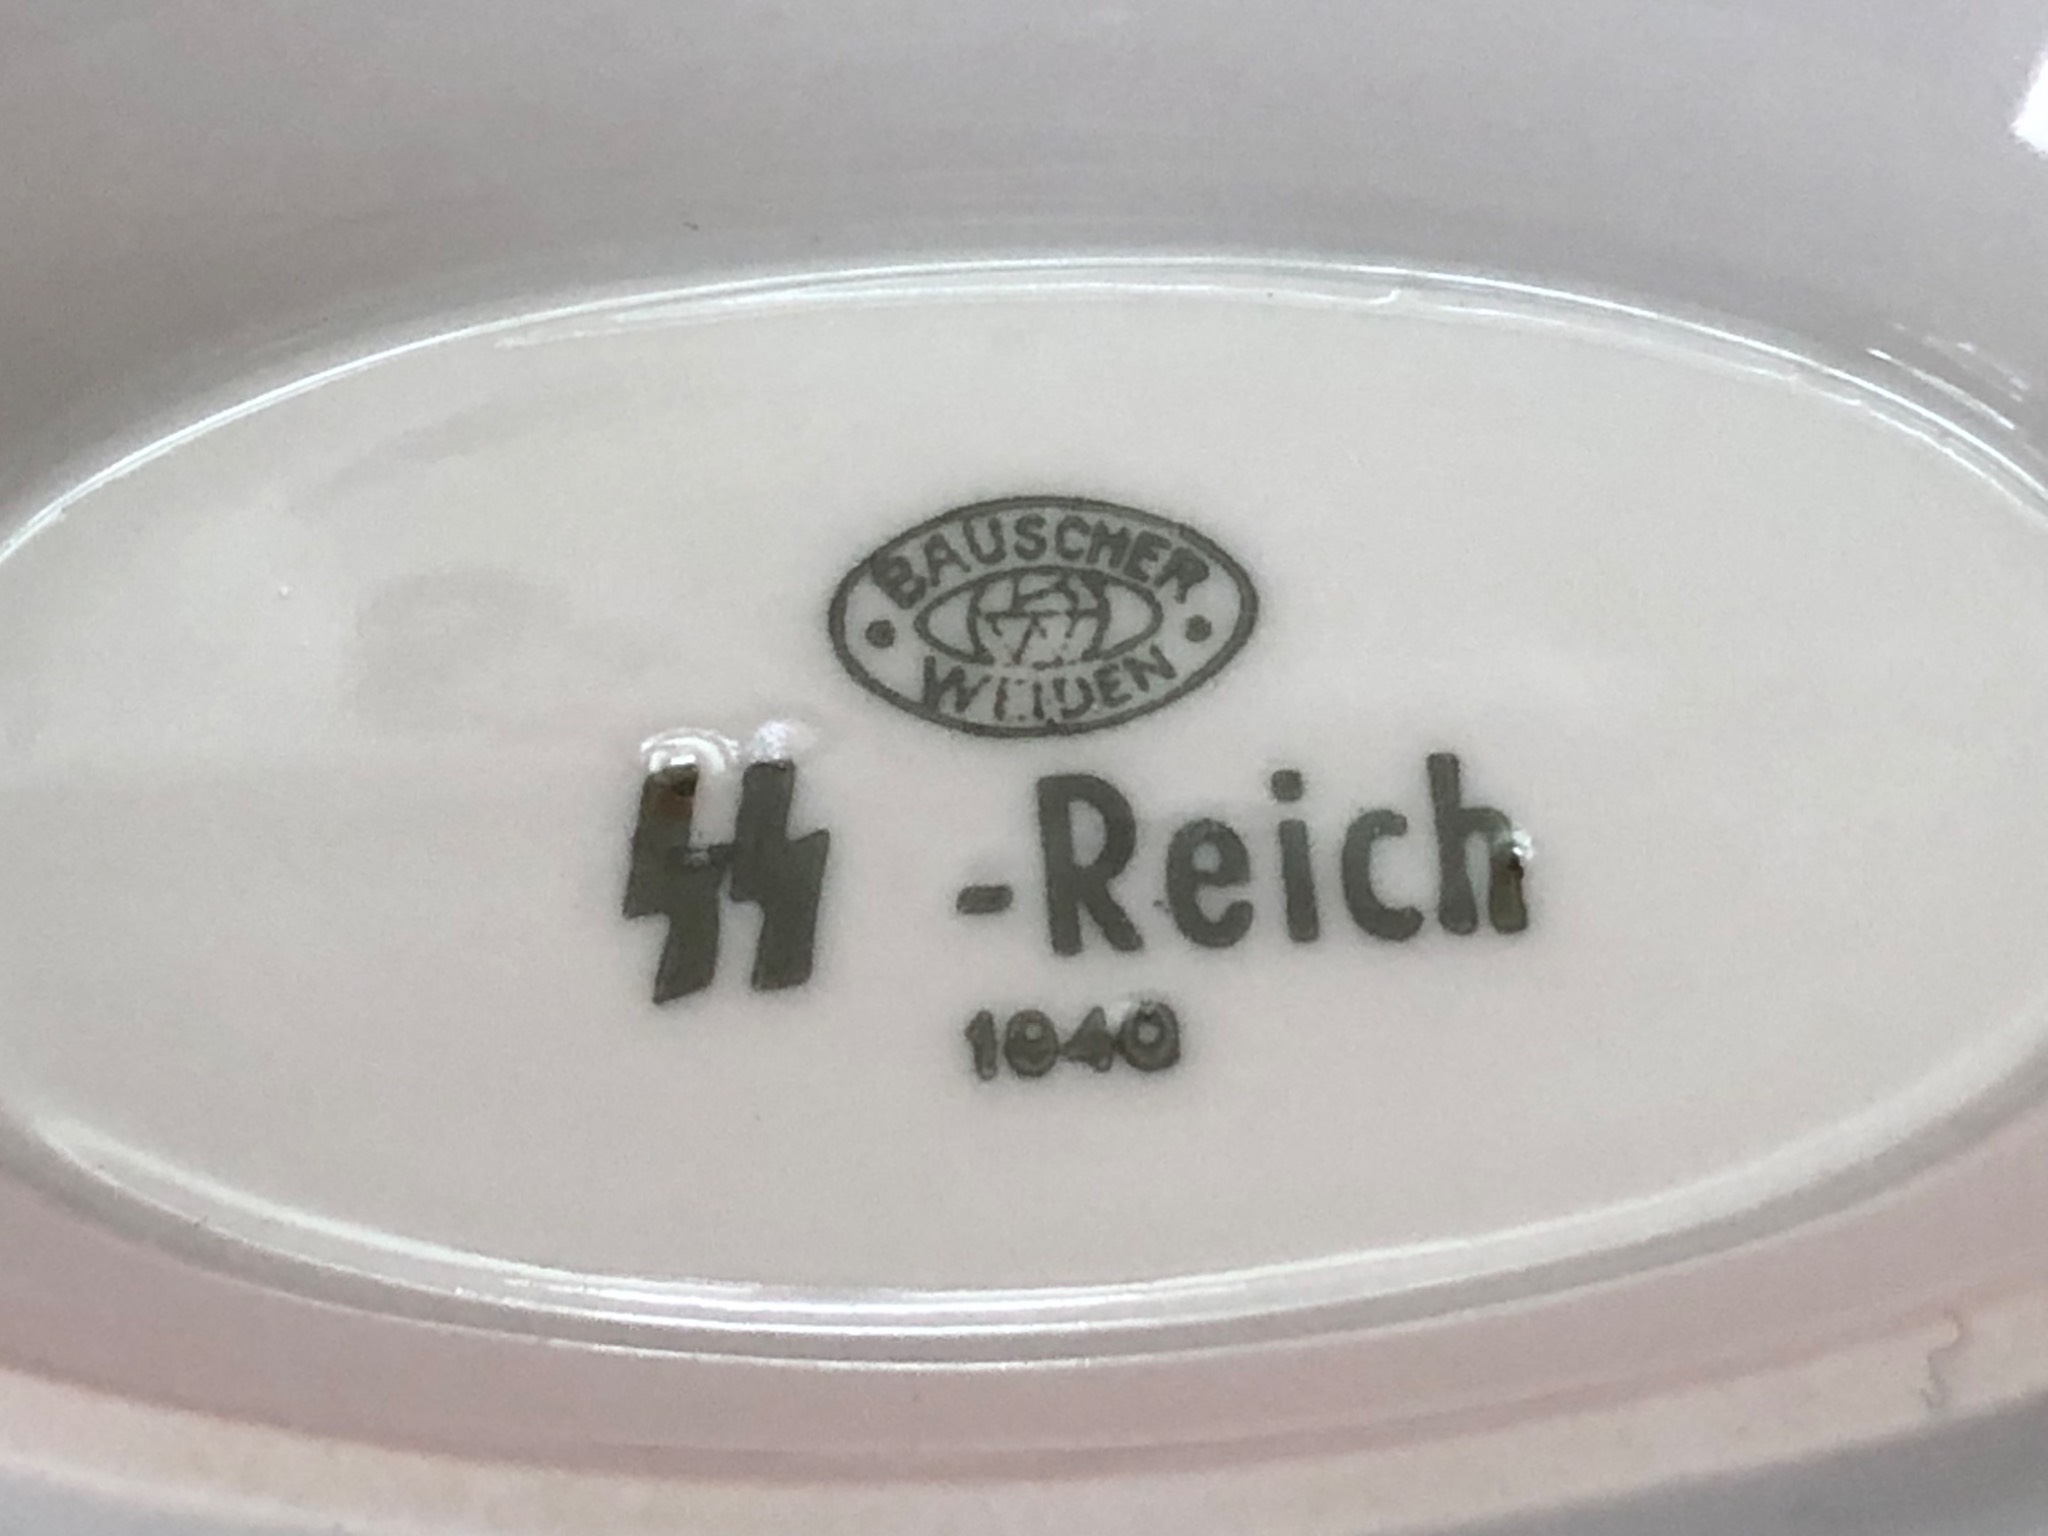 BAUSCHER
WEIDEN
SS -Reich
1940